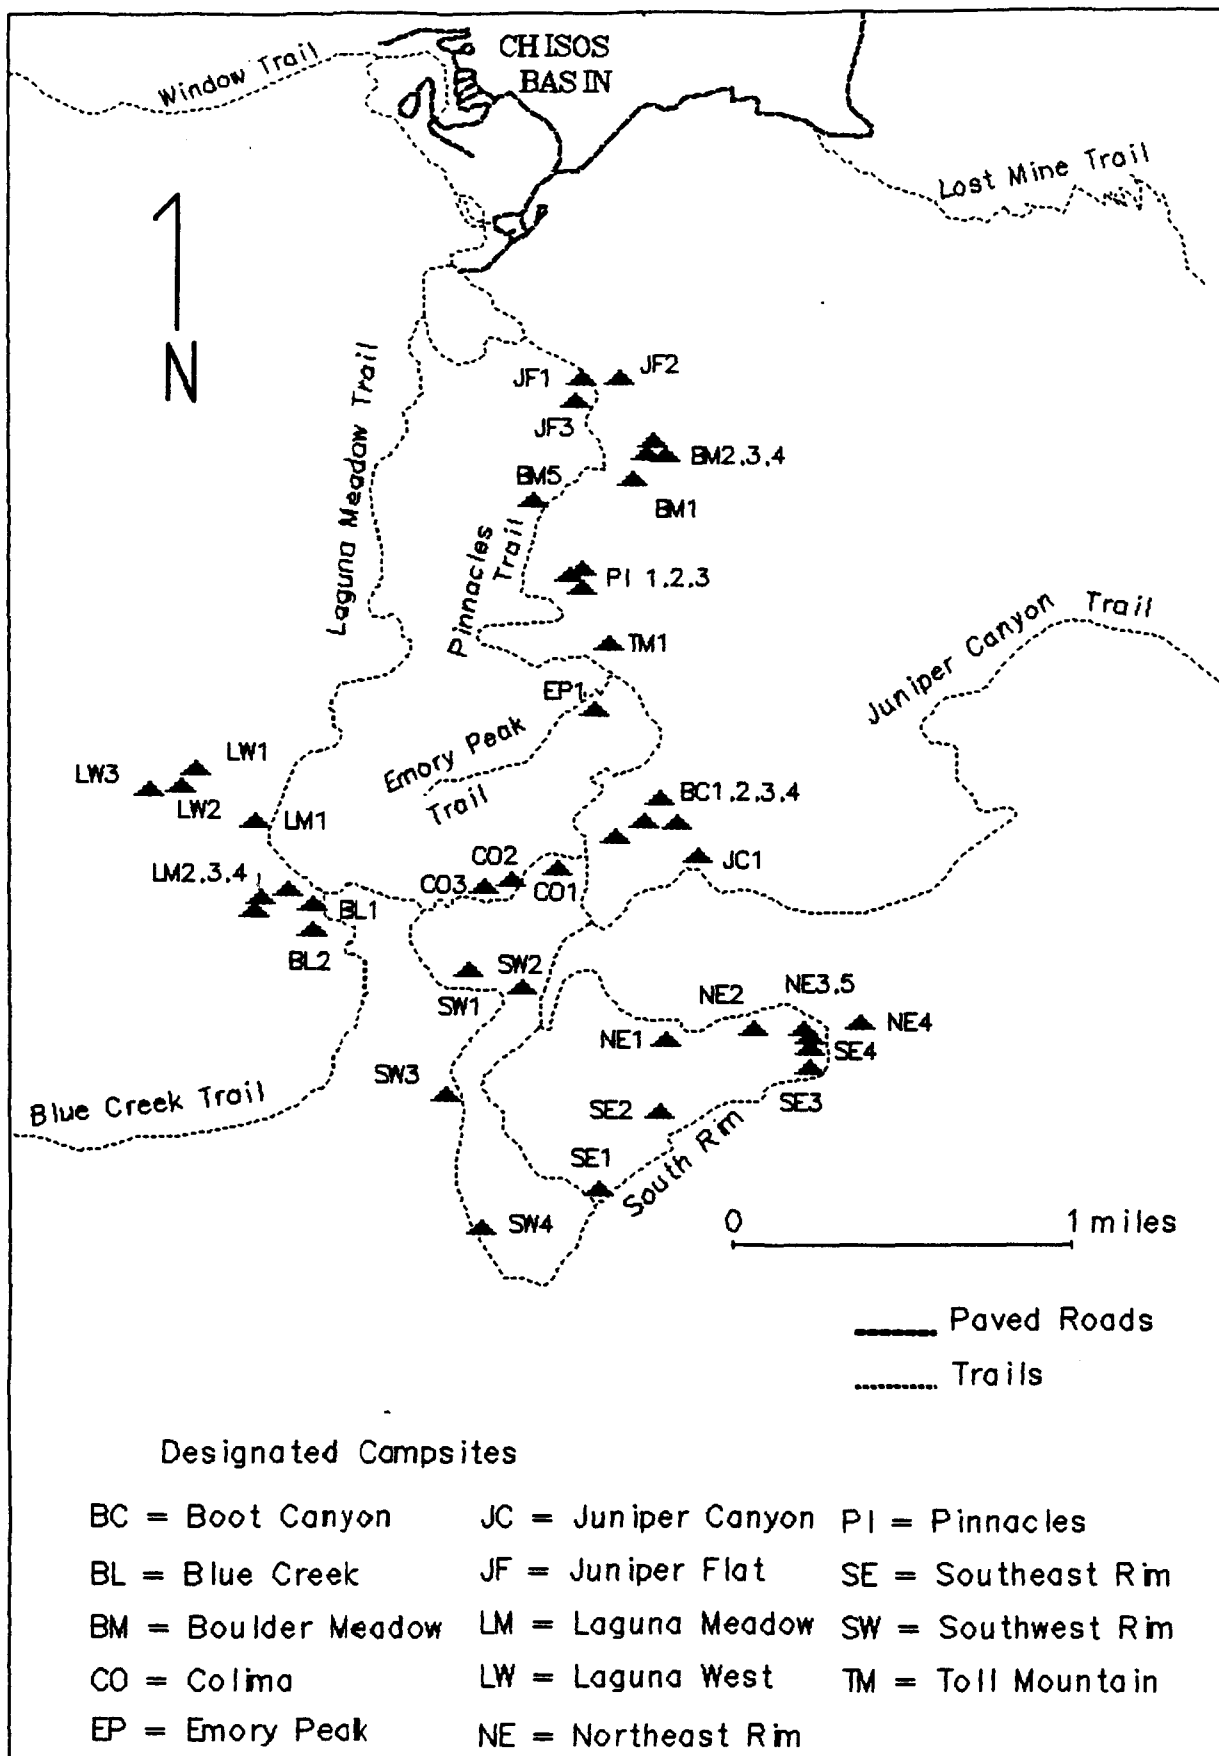 CHISOS
BASIN
Window Trail
Lost Mine Trail
N
Laguna Meadow Trail
JF1
JF2
JF3
BM2,3,4
BM5
BM1
Pinnacles
Trail
PI 1,2,3
TM1
Juniper Canyon Trail
EP1
Emory Peak
Trail
LW1
LW3
LW2
LM1
BC1,2,3,4
JC1
CO2
CO3
CO1
LM2,3,4
BL1
BL2
SW2
SW1
NE3,5
NE2
NE4
NE1
SE4
SW3
SE3
SE2
Blue Creek Trail
SE1
South Rim
SW4
0 1 miles
Paved Roads
Trails
Designated Campsites
BC = Boot Canyon
BL = Blue Creek
BM = Boulder Meadow
CO = Colima
EP = Emory Peak
JC = Juniper Canyon
JF = Juniper Flat
LM = Laguna Meadow
LW = Laguna West
NE = Northeast Rim
PI = Pinnacles
SE = Southeast Rim
SW = Southwest Rim
TM = Toll Mountain